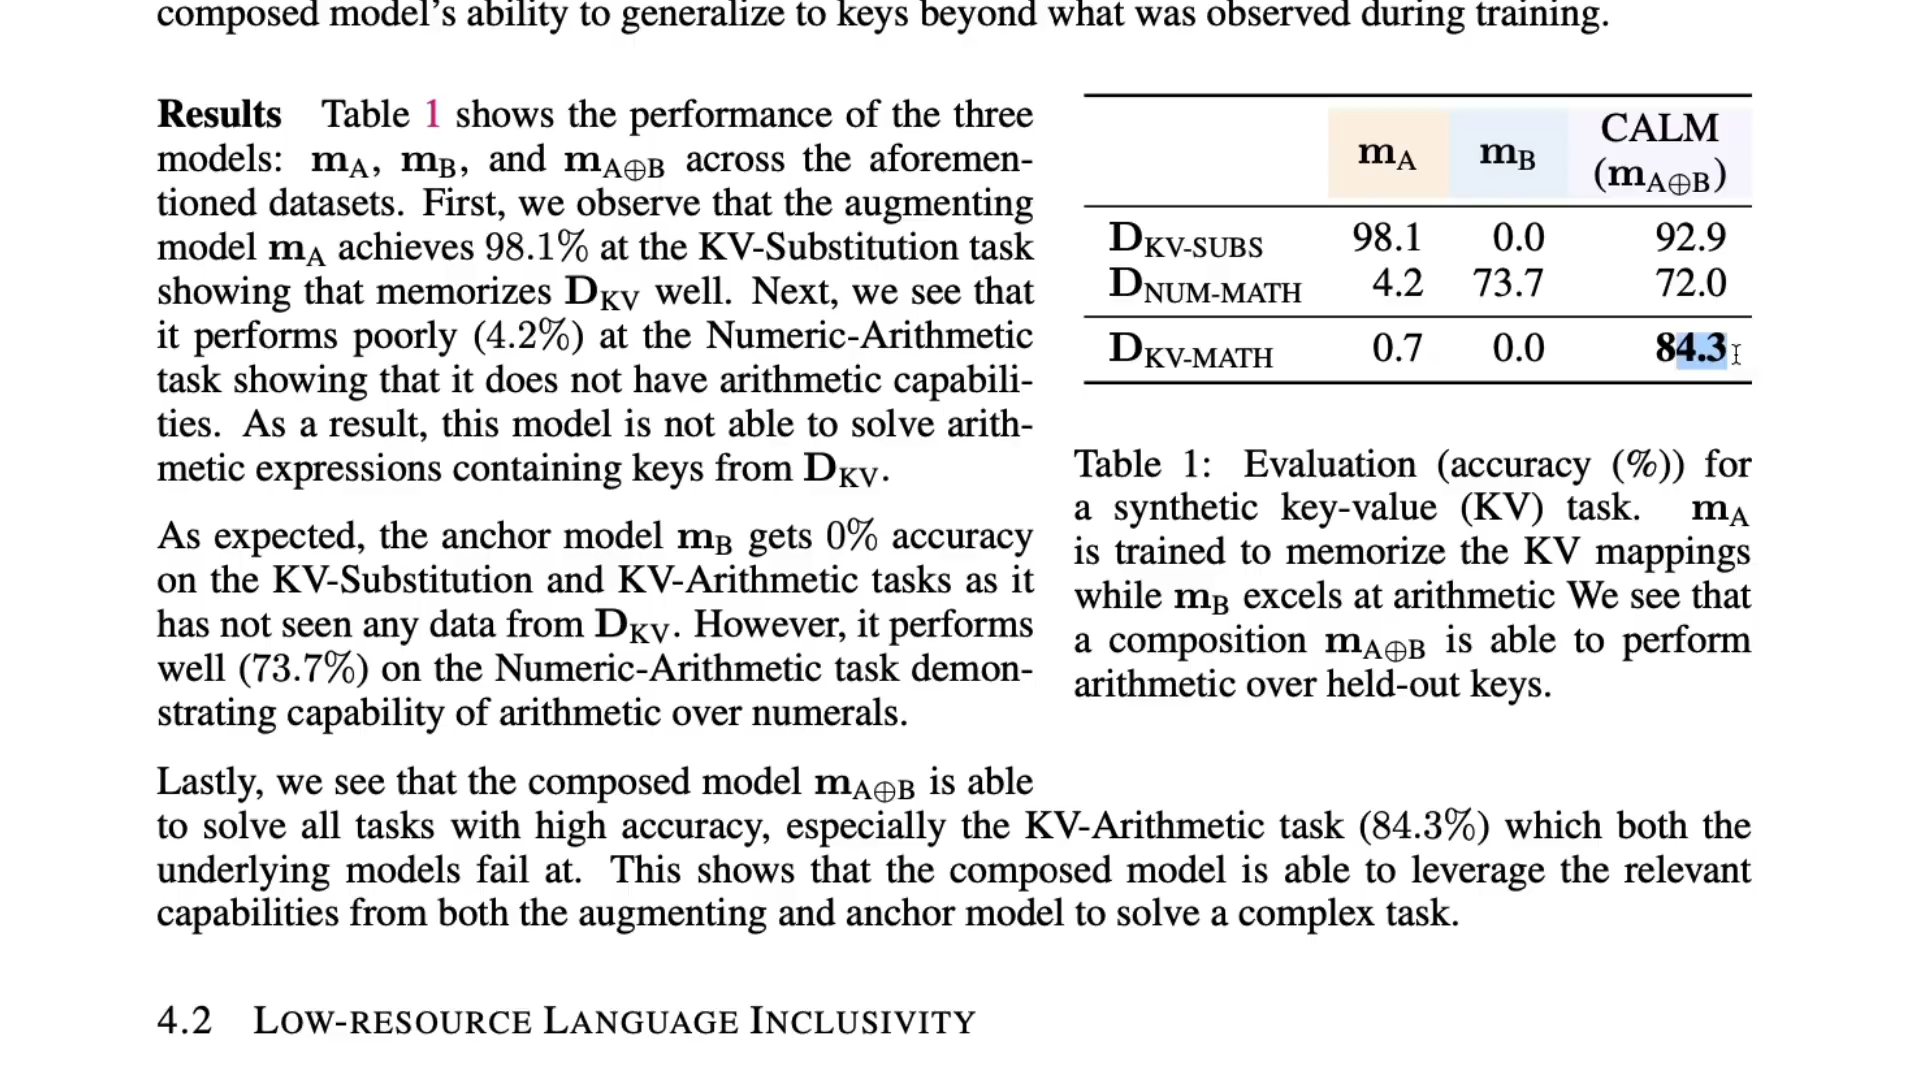 composed model's ability to generalize to keys beyond what was observed during training.
Results Table 1 shows the performance of the three
models: mA, mB, and mA⊕B across the aforemen-
tioned datasets. First, we observe that the augmenting
model mA achieves 98.1% at the KV-Substitution task
showing that memorizes DKV well. Next, we see that
it performs poorly (4.2%) at the Numeric-Arithmetic
task showing that it does not have arithmetic capabili-
ties. As a result, this model is not able to solve arith-
metic expressions containing keys from DKV.
As expected, the anchor model mB gets 0% accuracy
on the KV-Substitution and KV-Arithmetic tasks as it
has not seen any data from DKV. However, it performs
well (73.7%) on the Numeric-Arithmetic task demon-
strating capability of arithmetic over numerals.
mA mB CALM
(mA⊕B)
DKV-SUBS 98.1 0.0 92.9
DNUM-MATH 4.2 73.7 72.0
DKV-MATH 0.7 0.0 84.3
Table 1: Evaluation (accuracy (%)) for
a synthetic key-value (KV) task. mA
is trained to memorize the KV mappings
while mB excels at arithmetic We see that
a composition mA⊕B is able to perform
arithmetic over held-out keys.
Lastly, we see that the composed model mA⊕B is able
to solve all tasks with high accuracy, especially the KV-Arithmetic task (84.3%) which both the
underlying models fail at. This shows that the composed model is able to leverage the relevant
capabilities from both the augmenting and anchor model to solve a complex task.
4.2 LOW-RESOURCE LANGUAGE INCLUSIVITY